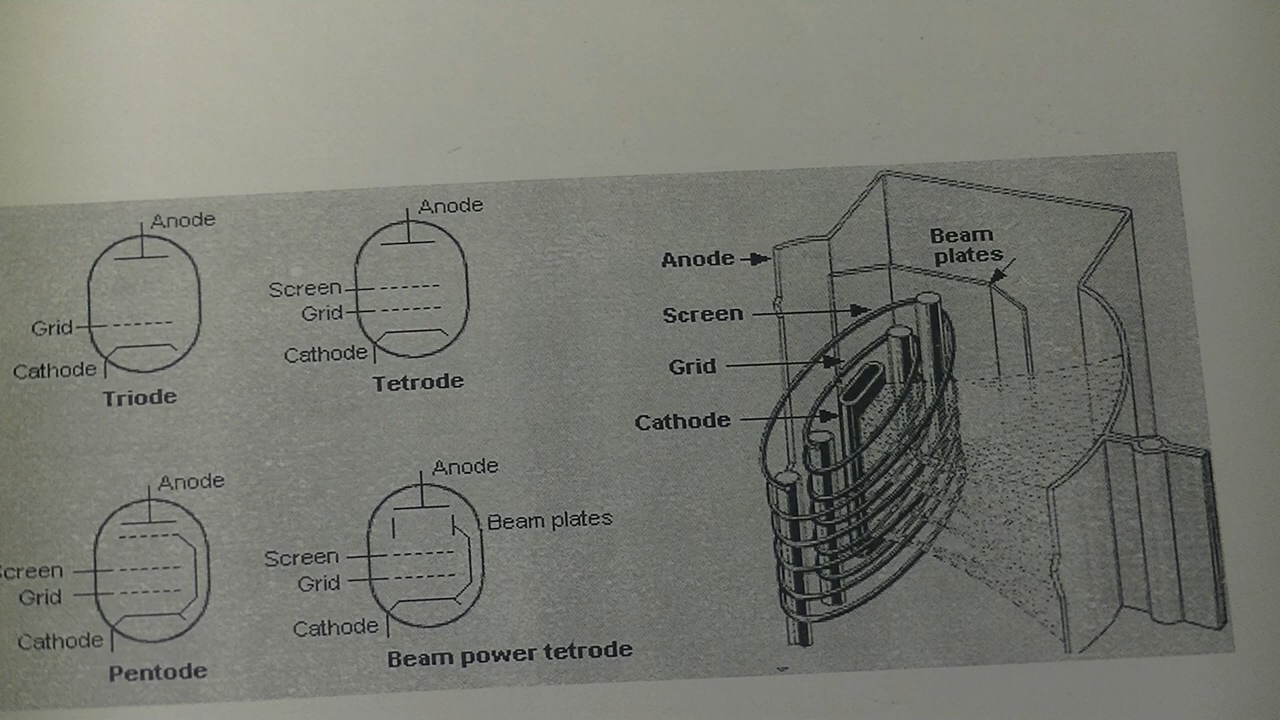 Anode
Grid
Cathode
Triode
Anode
Screen
Grid
Cathode
Tetrode
Anode
Screen
Grid
Cathode
Beam
plates
Anode
creen
Grid
Cathode
Pentode
Anode
Beam plates
Screen
Grid
Cathode
Beam power tetrode